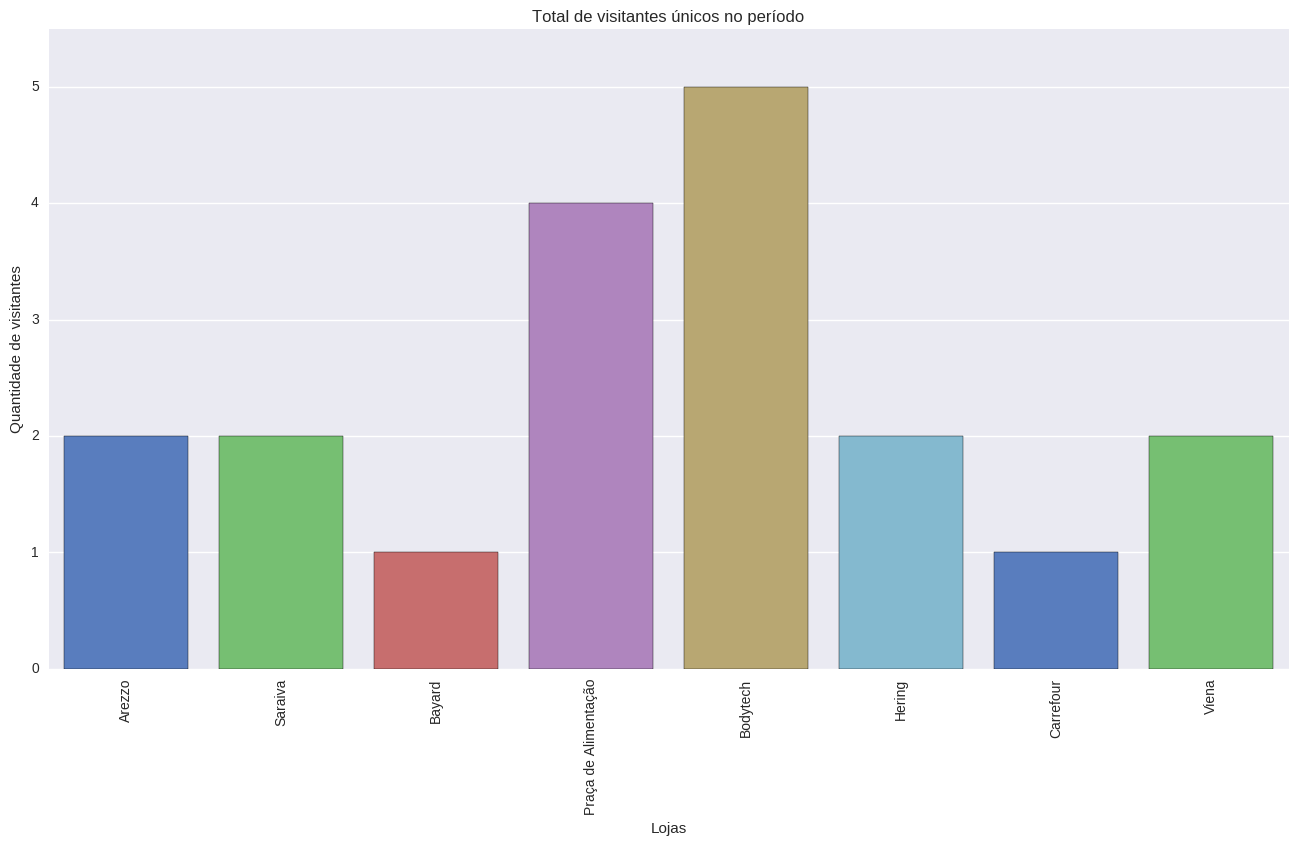 Total de visitantes únicos no período
Quantidade de visitantes
5
4
3
2
1
0
Arezzo
Saraiva
Bayard
Praça de Alimentação
Bodytech
Hering
Carrefour
Viena
Lojas